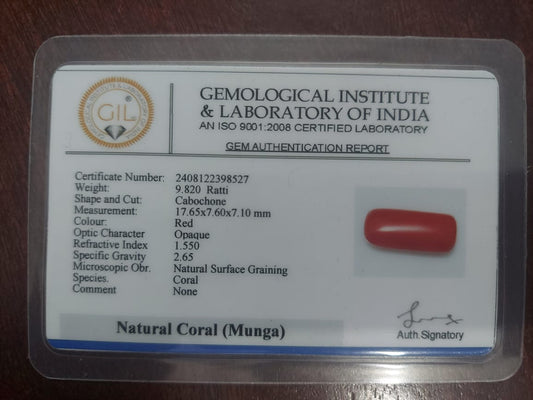 GIL
GEMOLOGICAL INSTITUTE
& LABORATORY OF INDIA
AN ISO 9001:2008 CERTIFIED LABORATORY
GEM AUTHENTICATION REPORT
Certificate Number: 2408122398527
Weight: 9.820 Ratti
Shape and Cut: Cabochone
Measurement: 17.65x7.60x7.10 mm
Colour: Red
Optic Character Opaque
Refractive Index 1.550
Specific Gravity 2.65
Microscopic Obr. Natural Surface Graining
Species. Coral
Comment None
Natural Coral (Munga)
Auth.Signatory